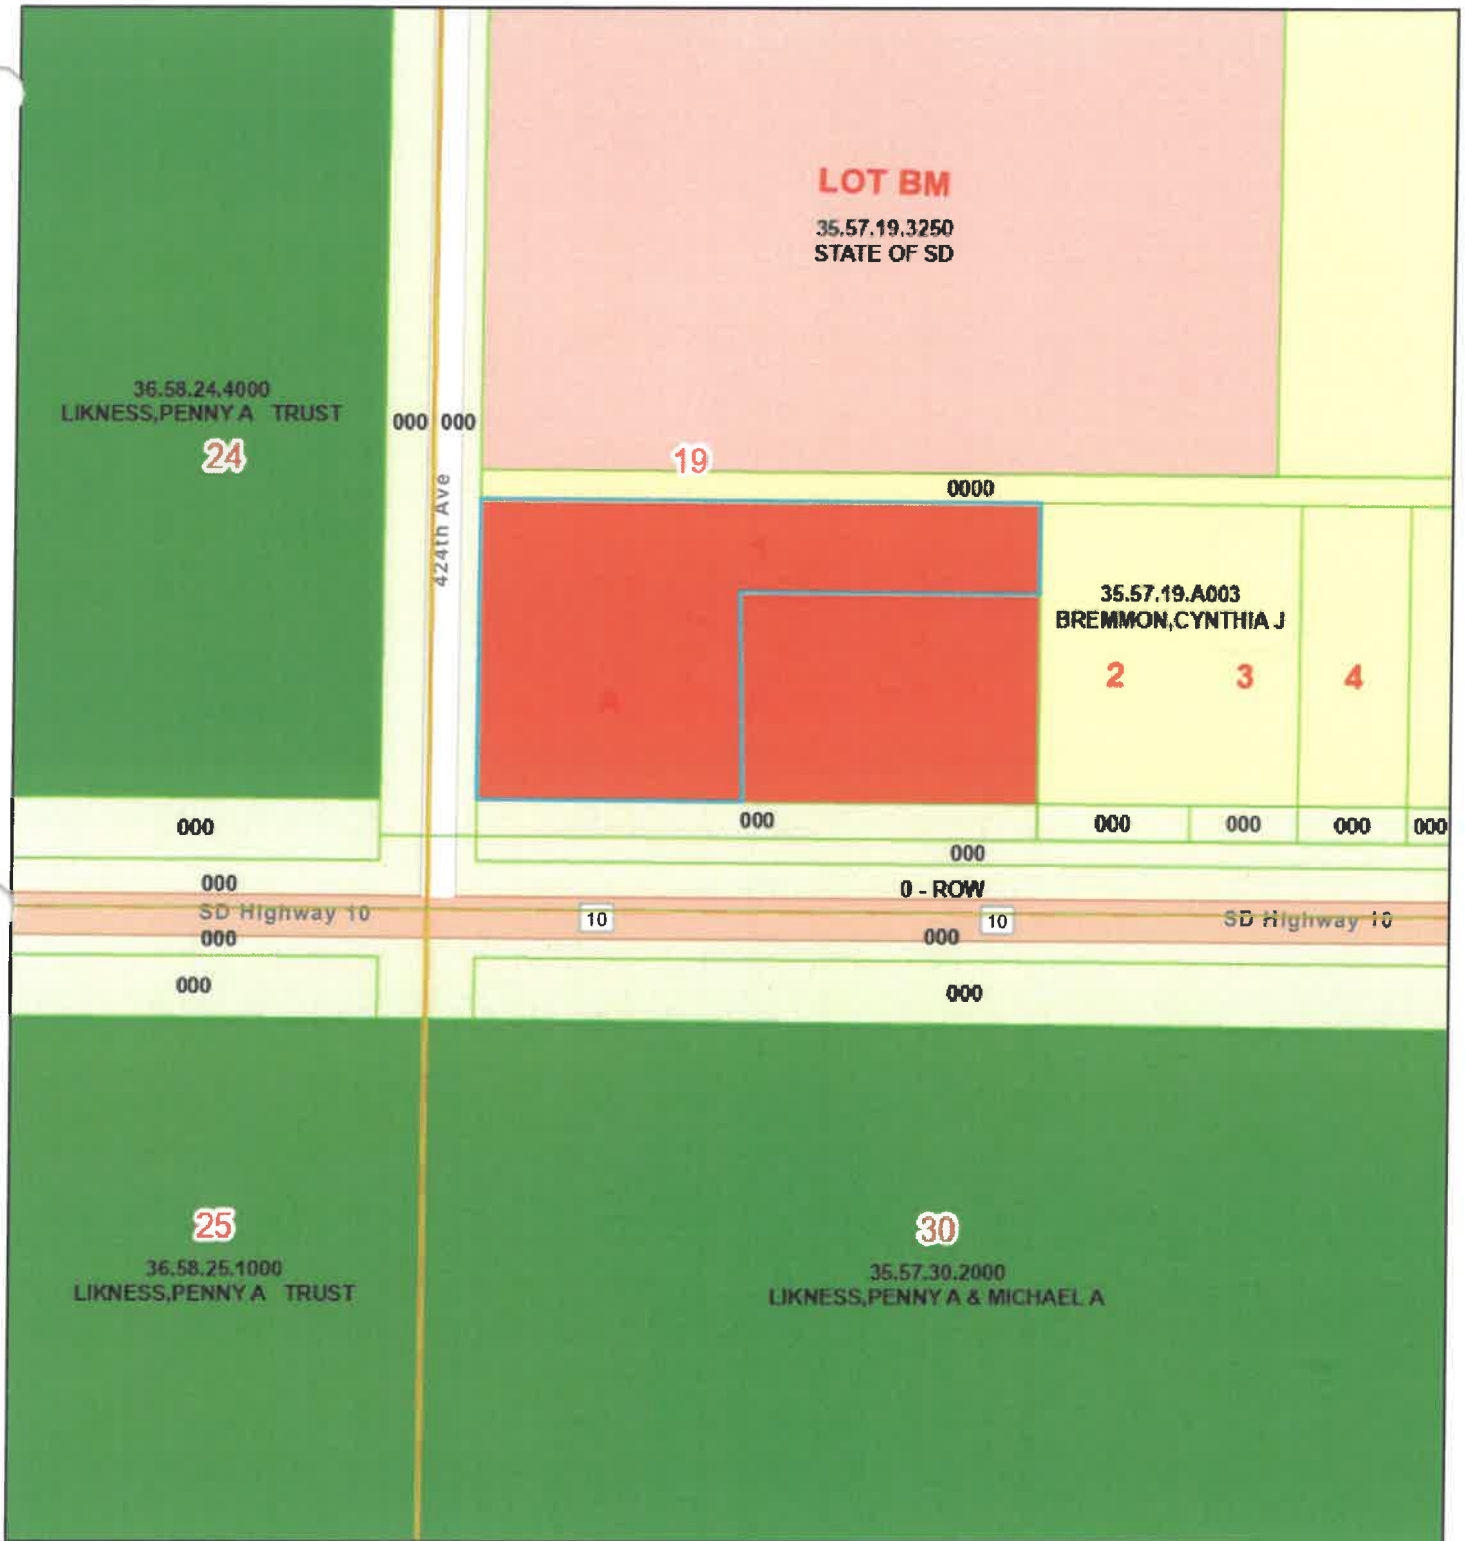 LOT BM
35.57.19.3250
STATE OF SD
36.58.24.4000
LIKNESS,PENNY A TRUST
24
000
000
424th Ave
19
0000
1
A
35.57.19.A003
BREMMON,CYNTHIA J
2
3
4
000
000
000
000
000
000
000
000
0 - ROW
SD Highway 10
10
10
SD Highway 10
000
000
000
000
25
36.58.25.1000
LIKNESS,PENNY A TRUST
30
35.57.30.2000
LIKNESS,PENNY A & MICHAEL A